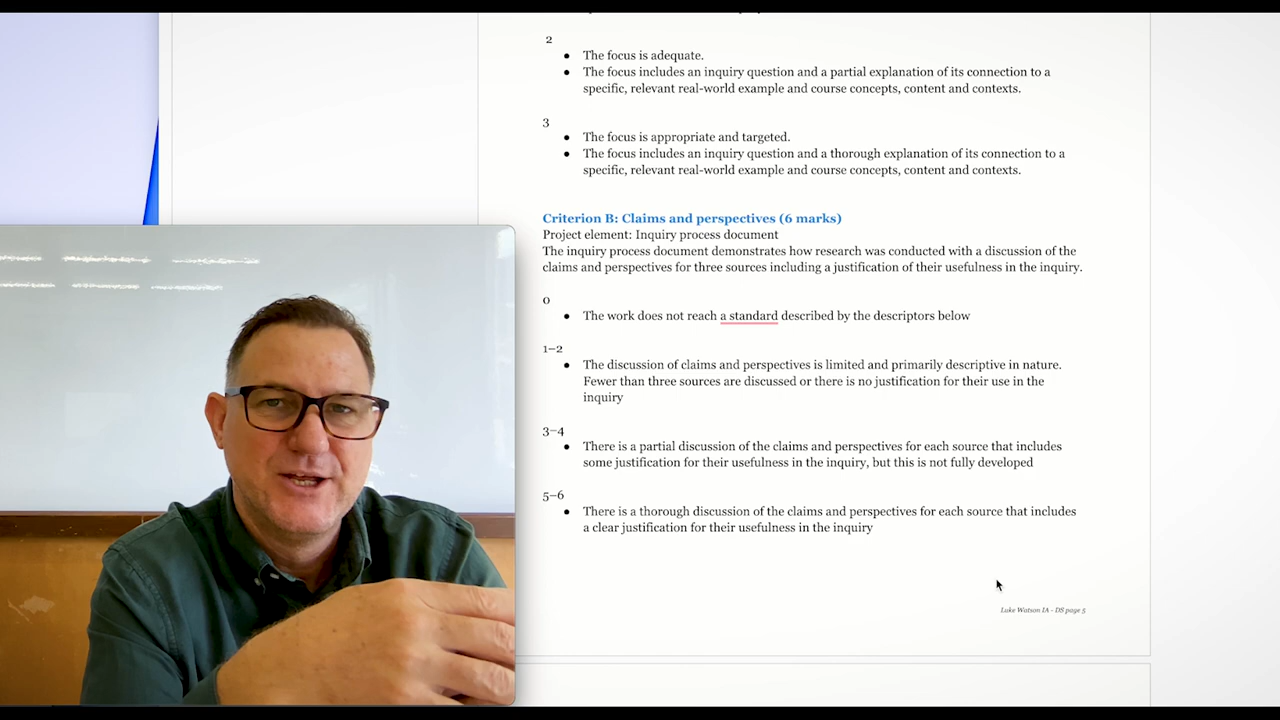 2
● The focus is adequate.
● The focus includes an inquiry question and a partial explanation of its connection to a
specific, relevant real-world example and course concepts, content and contexts.
3
● The focus is appropriate and targeted.
● The focus includes an inquiry question and a thorough explanation of its connection to a
specific, relevant real-world example and course concepts, content and contexts.
Criterion B: Claims and perspectives (6 marks)
Project element: Inquiry process document
The inquiry process document demonstrates how research was conducted with a discussion of the
claims and perspectives for three sources including a justification of their usefulness in the inquiry.
0
● The work does not reach a standard described by the descriptors below
1–2
● The discussion of claims and perspectives is limited and primarily descriptive in nature.
Fewer than three sources are discussed or there is no justification for their use in the
inquiry
3–4
● There is a partial discussion of the claims and perspectives for each source that includes
some justification for their usefulness in the inquiry, but this is not fully developed
5–6
● There is a thorough discussion of the claims and perspectives for each source that includes
a clear justification for their usefulness in the inquiry
Luke Watson IA - DS page 5